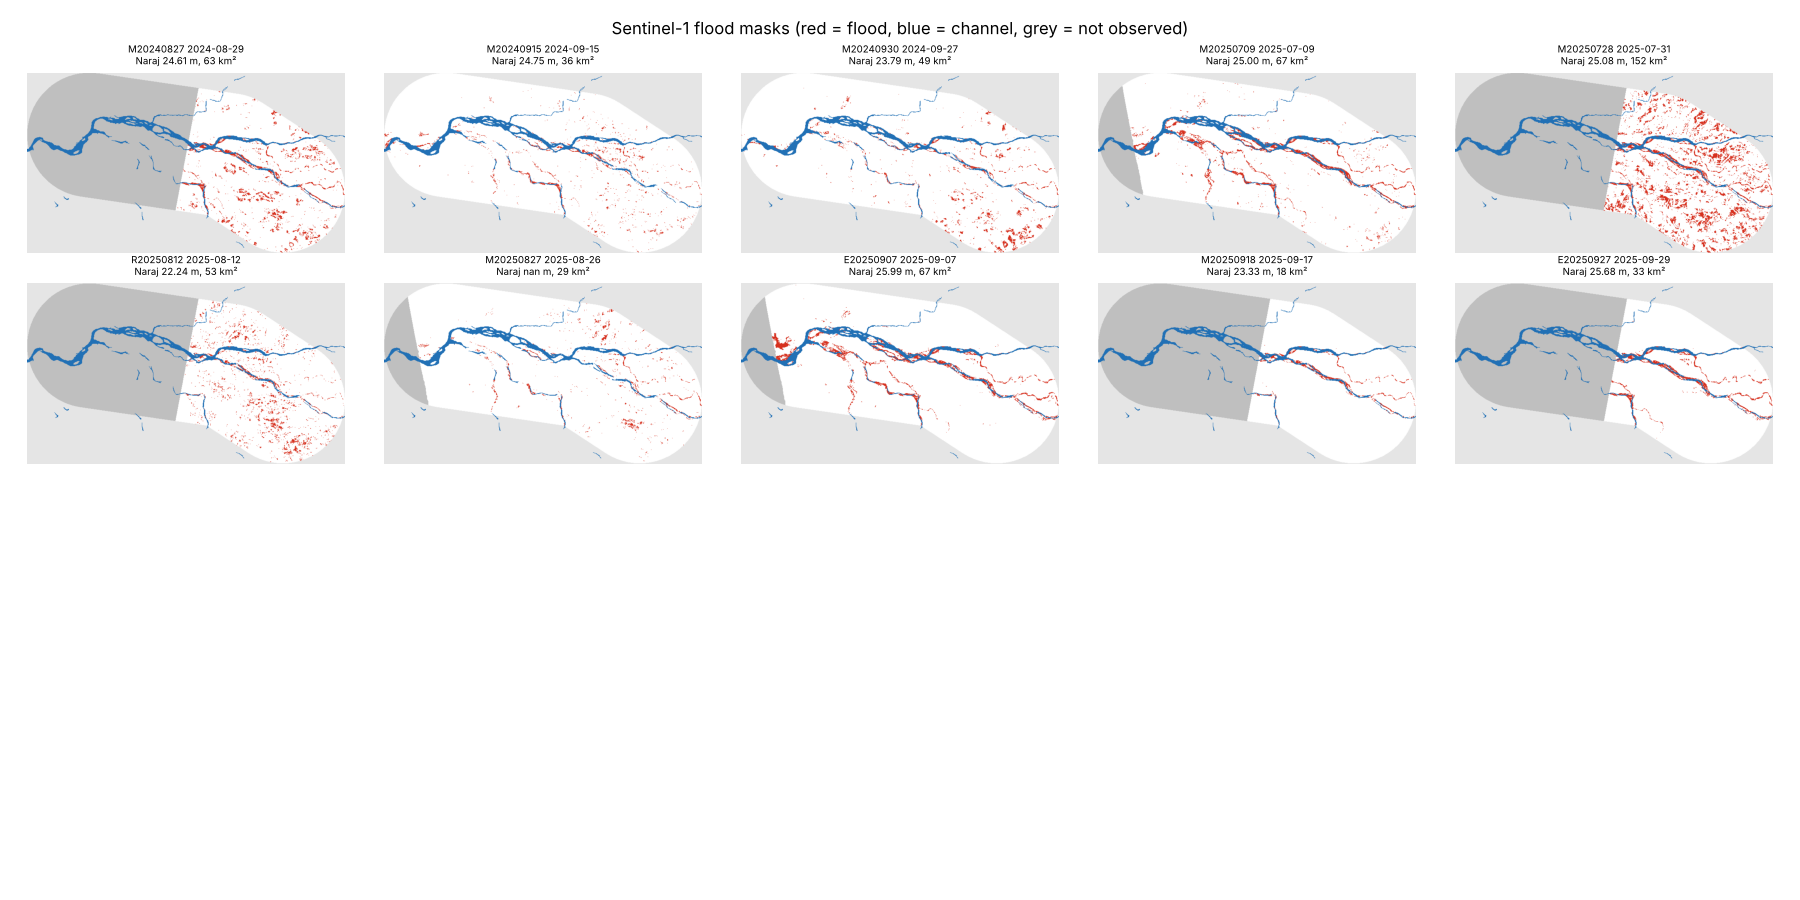 Sentinel-1 flood masks (red = flood, blue = channel, grey = not observed)
M20240827 2024-08-29
Naraj 24.61 m, 63 km²
M20240915 2024-09-15
Naraj 24.75 m, 36 km²
M20240930 2024-09-27
Naraj 23.79 m, 49 km²
M20250709 2025-07-09
Naraj 25.00 m, 67 km²
M20250728 2025-07-31
Naraj 25.08 m, 152 km²
R20250812 2025-08-12
Naraj 22.24 m, 53 km²
M20250827 2025-08-26
Naraj nan m, 29 km²
E20250907 2025-09-07
Naraj 25.99 m, 67 km²
M20250918 2025-09-17
Naraj 23.33 m, 18 km²
E20250927 2025-09-29
Naraj 25.68 m, 33 km²